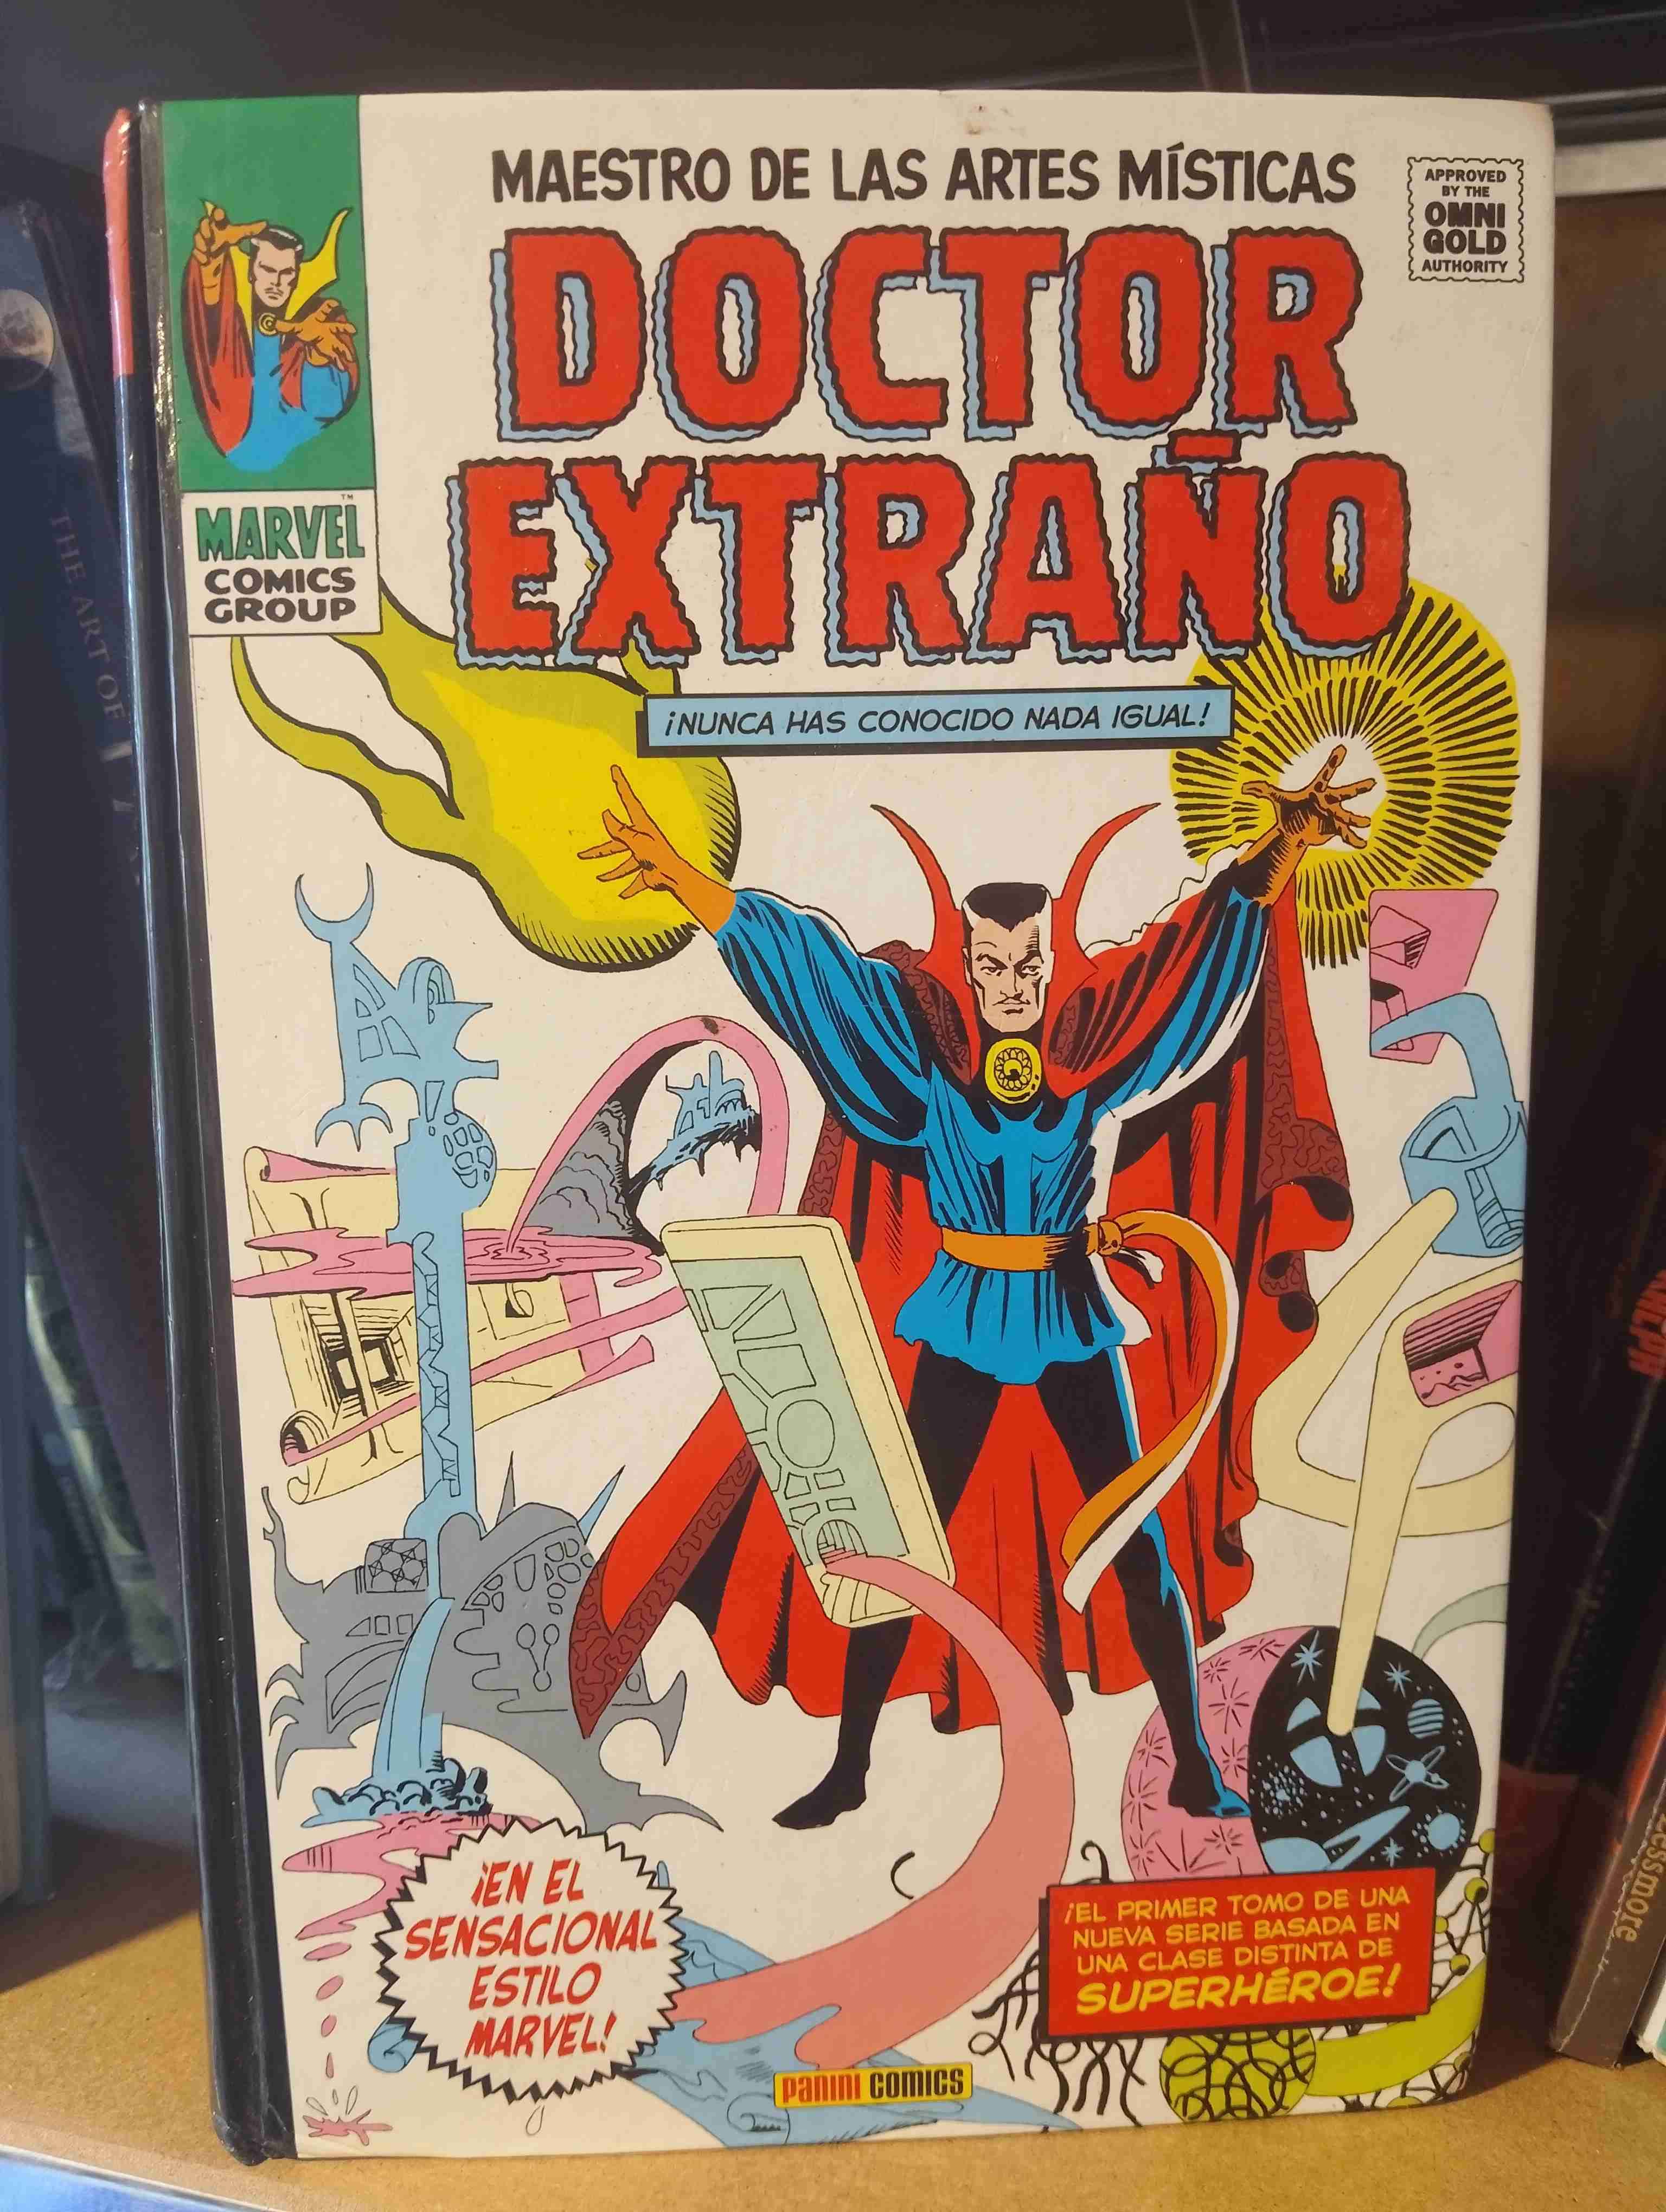 MAESTRO DE LAS ARTES MÍSTICAS
DOCTOR
EXTRAÑO
APPROVED
BY THE
OMNI
GOLD
AUTHORITY
MARVEL
COMICS
GROUP
TM
¡NUNCA HAS CONOCIDO NADA IGUAL!
¡EN EL
SENSACIONAL
ESTILO
MARVEL!
¡EL PRIMER TOMO DE UNA
NUEVA SERIE BASADA EN
UNA CLASE DISTINTA DE
SUPERHÉROE!
PANINI COMICS
THE ART OF
essmore